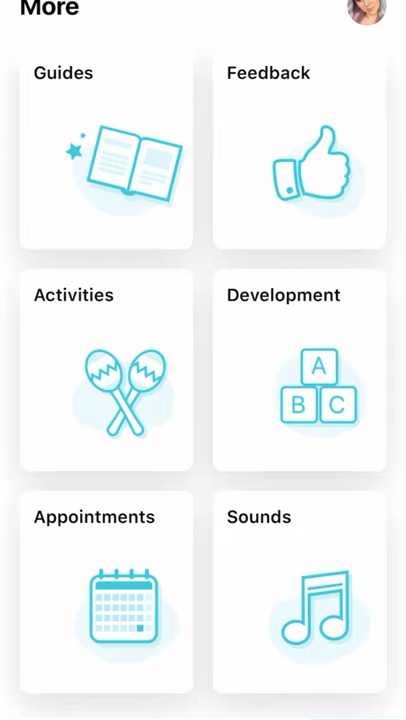 More
Guides
Feedback
Activities
Development
A
B C
Appointments
Sounds